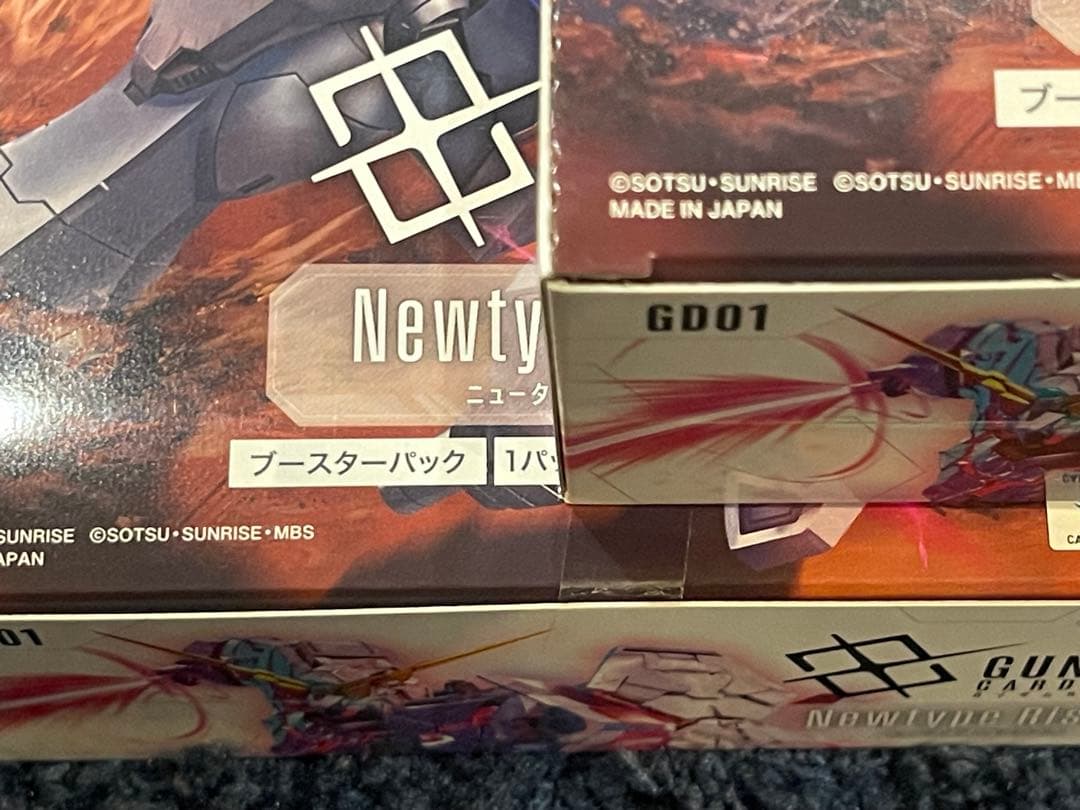 ブー
©SOTSU・SUNRISE ©SOTSU・SUNRISE・MB
MADE IN JAPAN
GD01
Newty
ニュータ
ブースターパック 1パッ
SUNRISE ©SOTSU・SUNRISE・MBS
APAN
01
GUN
CARD
Newtype Ris